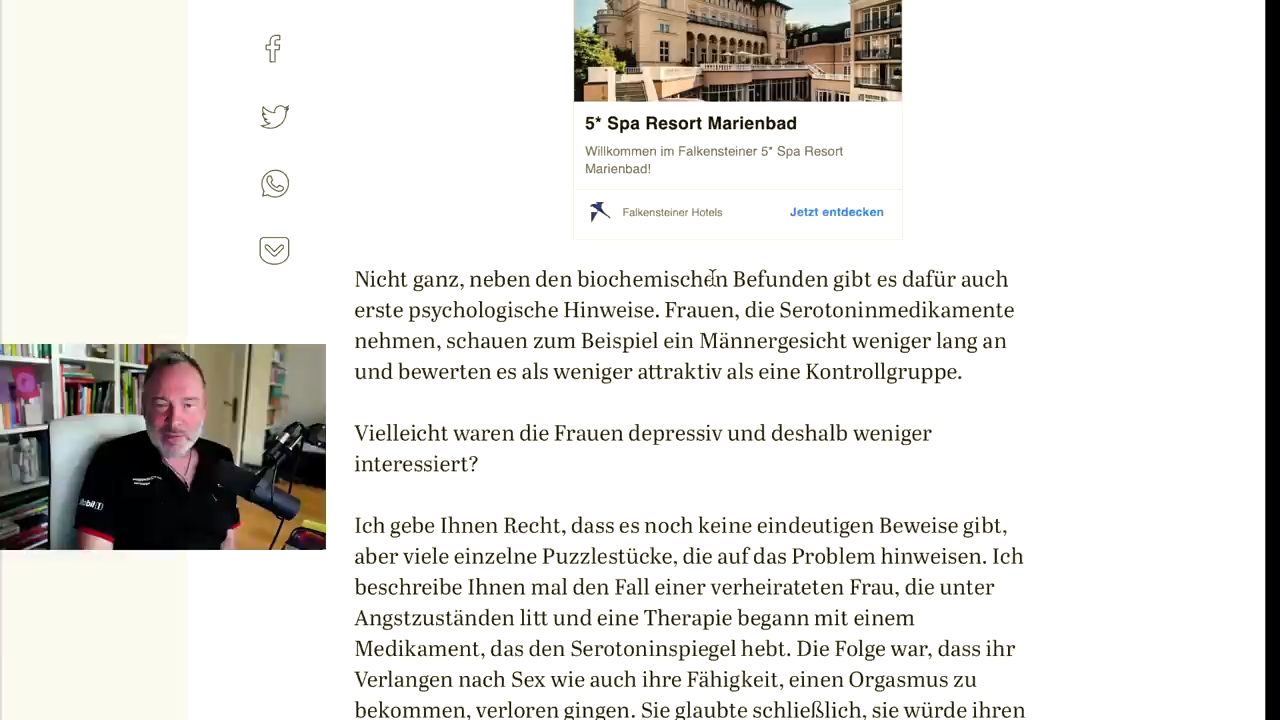 5* Spa Resort Marienbad
Willkommen im Falkensteiner 5* Spa Resort
Marienbad!
Falkensteiner Hotels
Jetzt entdecken
Nicht ganz, neben den biochemischen Befunden gibt es dafür auch
erste psychologische Hinweise. Frauen, die Serotoninmedikamente
nehmen, schauen zum Beispiel ein Männergesicht weniger lang an
und bewerten es als weniger attraktiv als eine Kontrollgruppe.
Vielleicht waren die Frauen depressiv und deshalb weniger
interessiert?
Ich gebe Ihnen Recht, dass es noch keine eindeutigen Beweise gibt,
aber viele einzelne Puzzlestücke, die auf das Problem hinweisen. Ich
beschreibe Ihnen mal den Fall einer verheirateten Frau, die unter
Angstzuständen litt und eine Therapie begann mit einem
Medikament, das den Serotoninspiegel hebt. Die Folge war, dass ihr
Verlangen nach Sex wie auch ihre Fähigkeit, einen Orgasmus zu
bekommen, verloren gingen. Sie glaubte schließlich, sie würde ihren